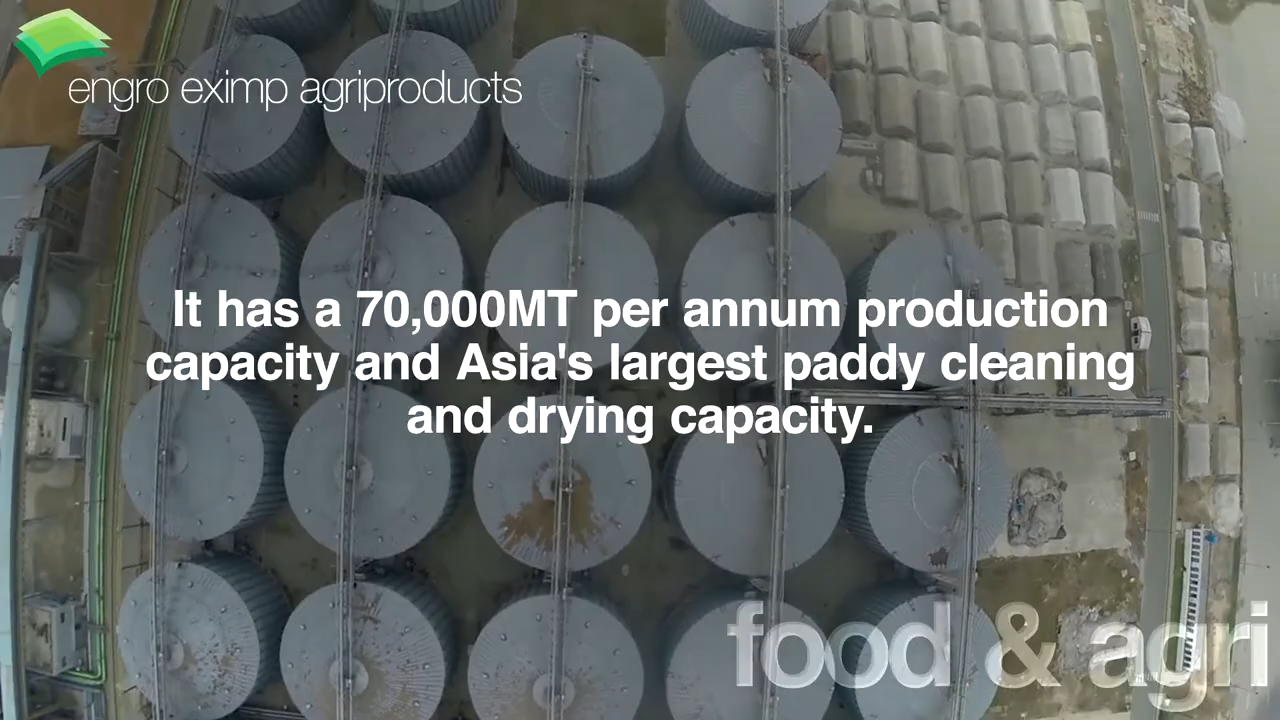 engro eximp agriproducts
It has a 70,000MT per annum production
capacity and Asia's largest paddy cleaning
and drying capacity.
food & agri